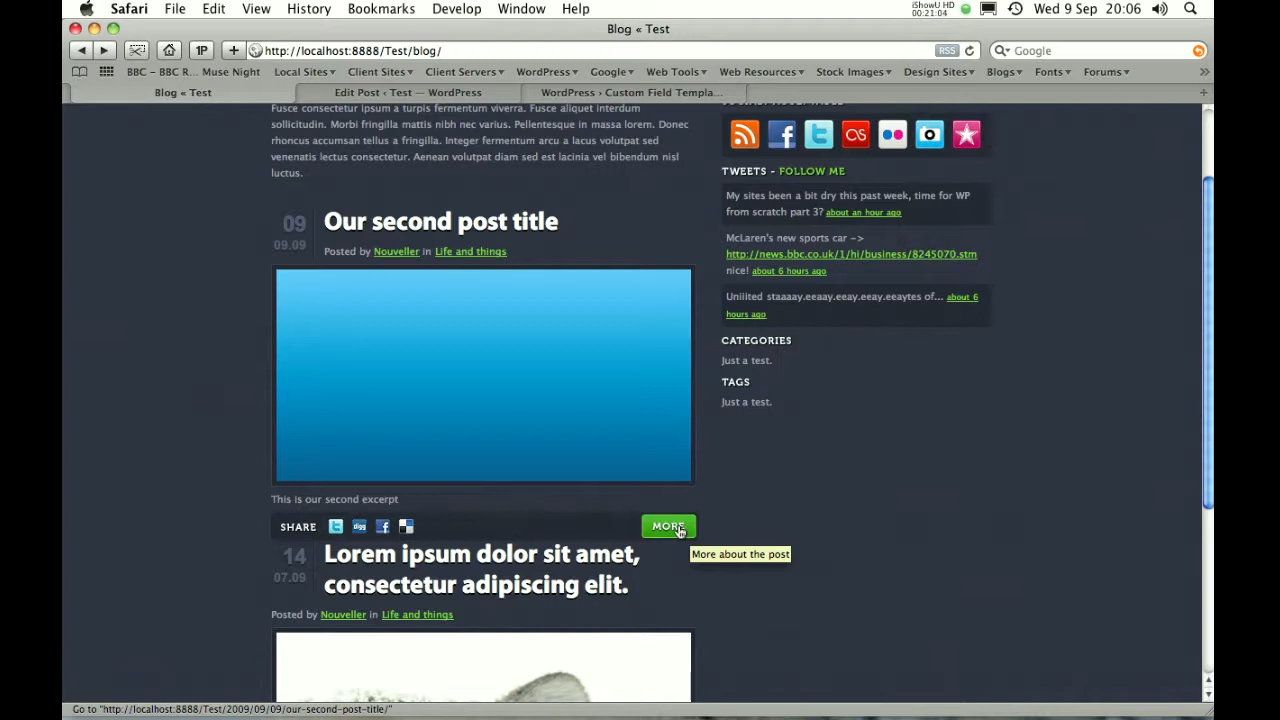 Safari File Edit View History Bookmarks Develop Window Help iShowU HD 00:21:04 Wed 9 Sep 20:06
Blog « Test
1P http://localhost:8888/Test/blog/ RSS Google
BBC – BBC R... Muse Night Local Sites Client Sites Client Servers WordPress Google Web Tools Web Resources Stock Images Design Sites Blogs Fonts Forums
Blog « Test Edit Post ‹ Test — WordPress WordPress › Custom Field Templa...
Fusce consectetur ipsum a turpis fermentum viverra. Fusce aliquet interdum
sollicitudin. Morbi fringilla mattis nibh nec varius. Pellentesque in massa lorem. Donec
rhoncus accumsan tellus a fringilla. Integer fermentum arcu a lacus volutpat sed
venenatis lectus consectetur. Aenean volutpat diam sed est lacinia vel bibendum nisl
luctus.
09
09.09
Our second post title
Posted by Nouveller in Life and things
This is our second excerpt
SHARE digg MORE
More about the post
14
07.09
Lorem ipsum dolor sit amet,
consectetur adipiscing elit.
Posted by Nouveller in Life and things
TWEETS - FOLLOW ME
My sites been a bit dry this past week, time for WP
from scratch part 3? about an hour ago
McLaren's new sports car –>
http://news.bbc.co.uk/1/hi/business/8245070.stm
nice! about 6 hours ago
Uniiited staaaay.eeaay.eeay.eeay.eeaytes of... about 6
hours ago
CATEGORIES
Just a test.
TAGS
Just a test.
Go to "http://localhost:8888/Test/2009/09/09/our-second-post-title/"